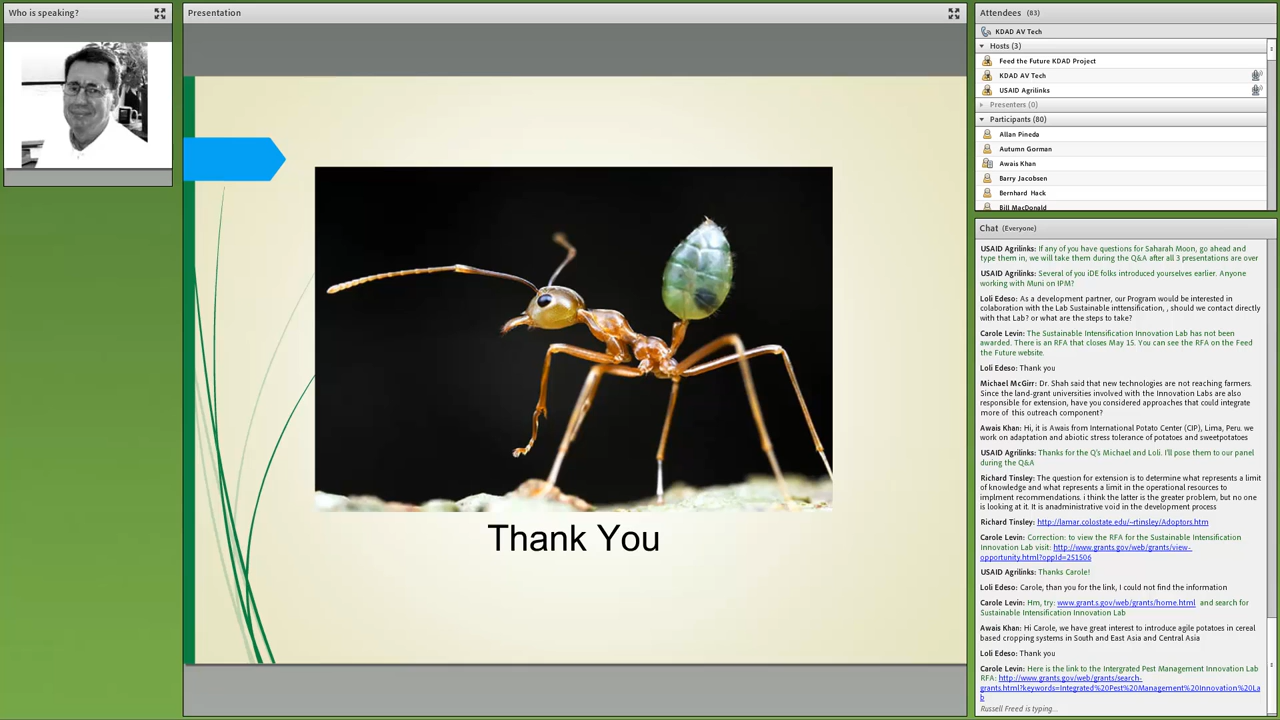 Who is speaking?
Presentation
Thank You
Attendees (83)
KDAD AV Tech
Hosts (3)
Feed the Future KDAD Project
KDAD AV Tech
USAID Agrilinks
Presenters (0)
Participants (80)
Allan Pineda
Autumn Gorman
Awais Khan
Barry Jacobsen
Bernhard Hack
Bill MacDonald
Chat (Everyone)
USAID Agrilinks: If any of you have questions for Saharah Moon, go ahead and
type them in, we will take them during the Q&A after all 3 presentations are over
USAID Agrilinks: Several of you iDE folks introduced yourselves earlier. Anyone
working with Muni on IPM?
Loli Edeso: As a development partner, our Program would be interested in
colaboration with the Lab Sustainable inttensification, , should we contact directly
with that Lab? or what are the steps to take?
Carole Levin: The Sustainable Intensification Innovation Lab has not been
awarded. There is an RFA that closes May 15. You can see the RFA on the Feed
the Future website.
Loli Edeso: Thank you
Michael McGirr: Dr. Shah said that new technologies are not reaching farmers.
Since the land-grant universities involved with the Innovation Labs are also
responsible for extension, have you considered approaches that could integrate
more of this outreach component?
Awais Khan: Hi, it is Awais from International Potato Center (CIP), Lima, Peru. we
work on adaptation and abiotic stress tolerance of potatoes and sweetpotatoes
USAID Agrilinks: Thanks for the Q's Michael and Loli. I'll pose them to our panel
during the Q&A
Richard Tinsley: The question for extension is to determine what represents a limit
of knowledge and what represents a limit in the operational resources to
implment recommendations. i think the latter is the greater problem, but no one
is looking at it. It is anadministrative void in the development process
Richard Tinsley: http://lamar.colostate.edu/~rtinsley/Adoptors.htm
Carole Levin: Correction: to view the RFA for the Sustainable Intensification
Innovation Lab visit: http://www.grants.gov/web/grants/view-
opportunity.html?oppId=251506
USAID Agrilinks: Thanks Carole!
Loli Edeso: Carole, than you for the link, I could not find the information
Carole Levin: Hm, try: www.grant.s.gov/web/grants/home.html and search for
Sustainable Intensification Innovation Lab
Awais Khan: Hi Carole, we have great interest to introduce agile potatoes in cereal
based cropping systems in South and East Asia and Central Asia
Loli Edeso: Thank you
Carole Levin: Here is the link to the Intergrated Pest Management Innovation Lab
RFA: http://www.grants.gov/web/grants/search-
grants.html?keywords=Integrated%20Pest%20Management%20Innovation%20La
b
Russell Freed is typing...